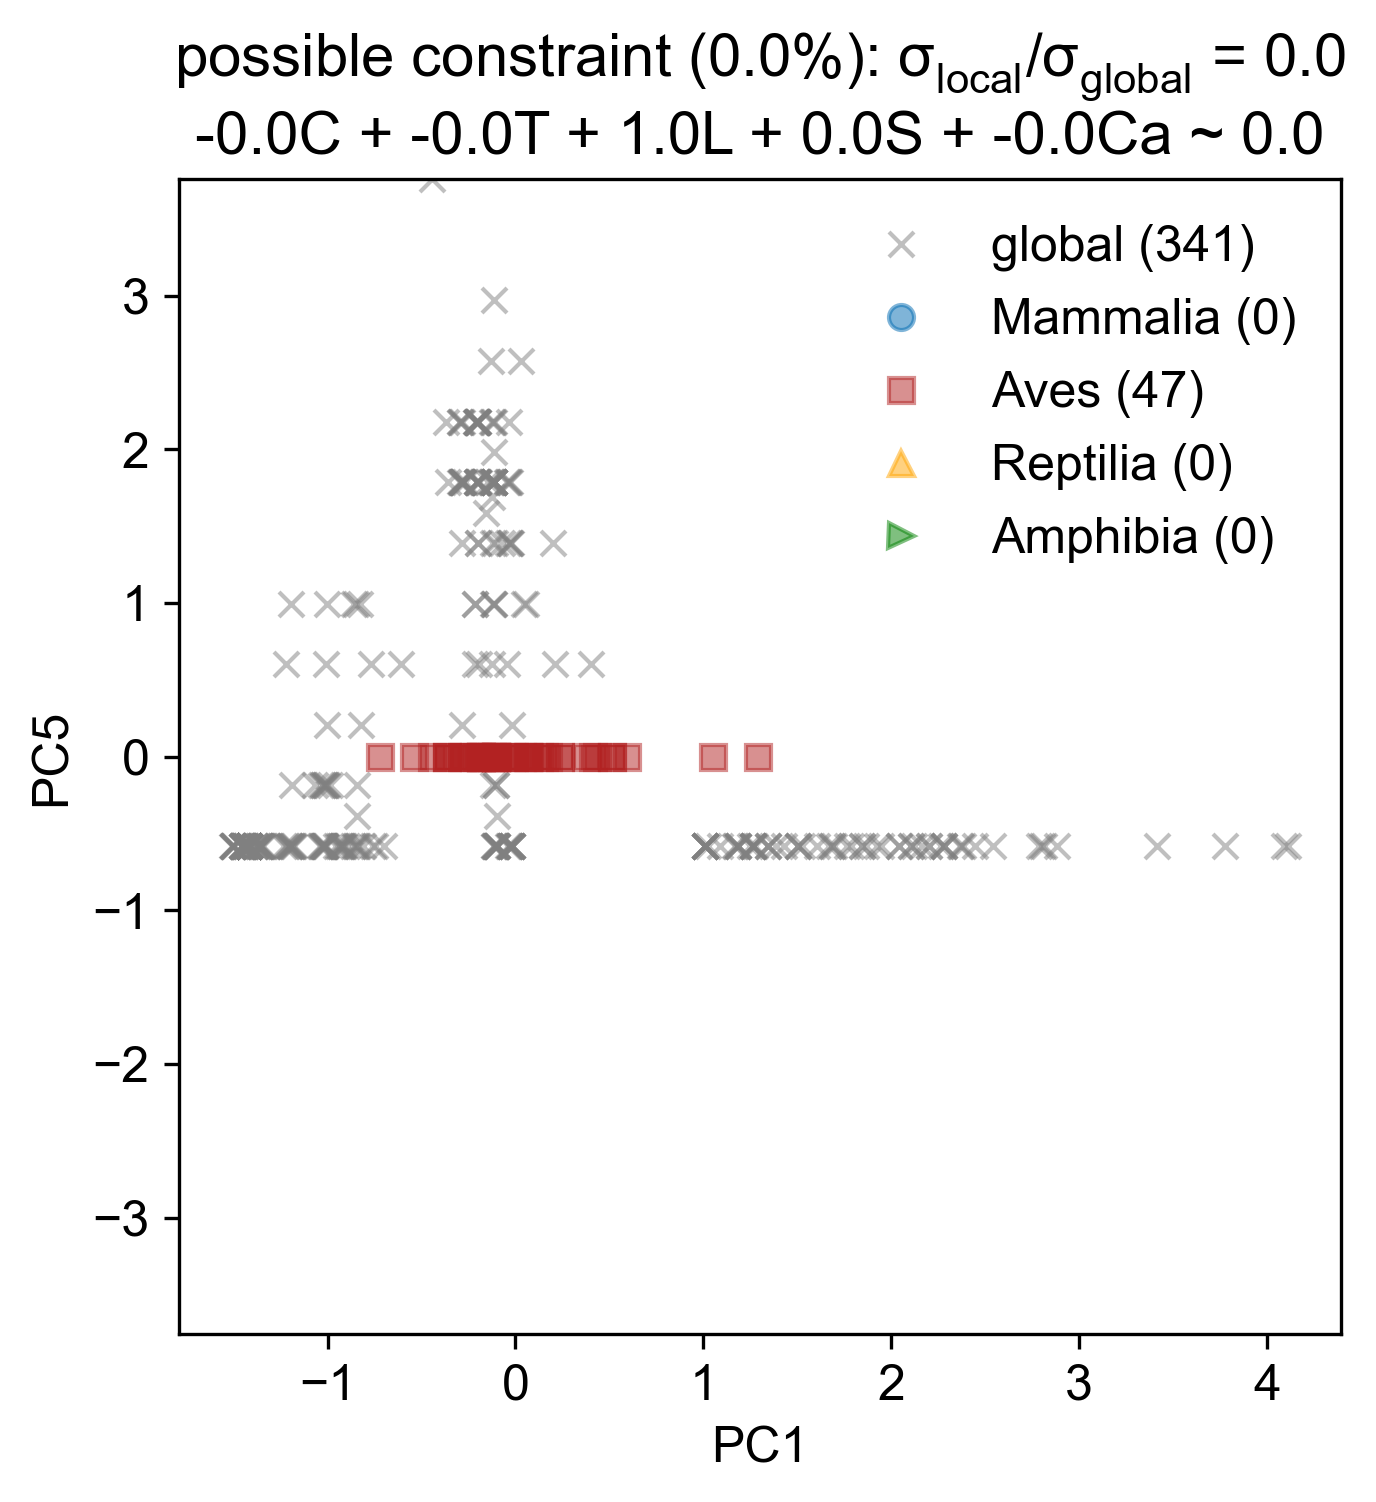 possible constraint (0.0%): σlocal/σglobal = 0.0
-0.0C + -0.0T + 1.0L + 0.0S + -0.0Ca ~ 0.0
global (341)
Mammalia (0)
Aves (47)
Reptilia (0)
Amphibia (0)
3
2
1
0
−1
−2
−3
PC5
−1 0 1 2 3 4
PC1